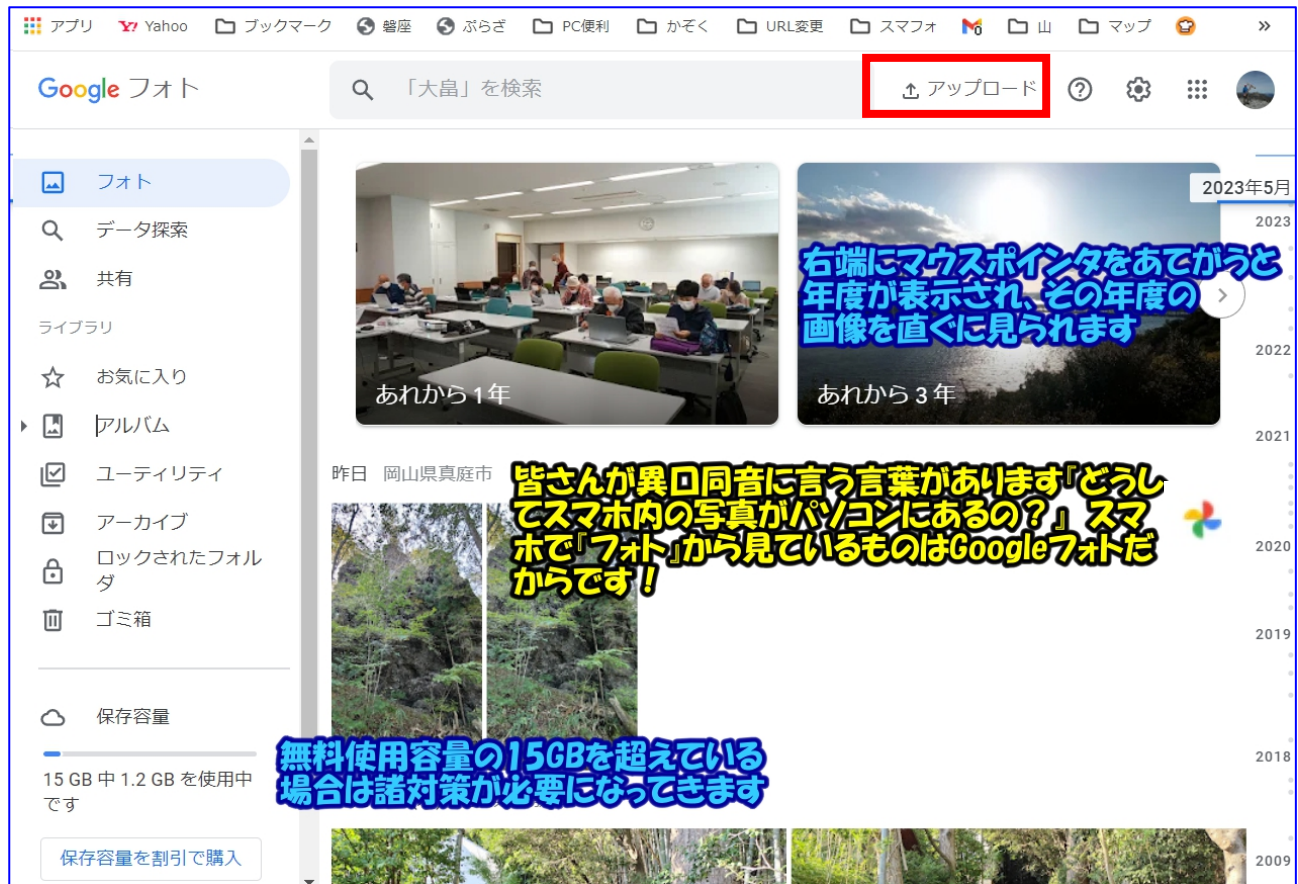 アプリ Yahoo ブックマーク 磐座 ぷらざ PC便利 かぞく URL変更 スマフォ 山 マップ »
Google フォト 「大畠」を検索 アップロード
フォト
データ探索
共有
ライブラリ
お気に入り
アルバム
ユーティリティ
アーカイブ
ロックされたフォル
ダ
ゴミ箱
保存容量
15 GB 中 1.2 GB を使用中
です
保存容量を割引で購入
あれから 1 年
あれから 3 年
右端にマウスポインタをあてがうと
年度が表示され、その年度の
画像を直ぐに見られます
昨日 岡山県真庭市
皆さんが異口同音に言う言葉があります『どうし
てスマホ内の写真がパソコンにあるの？』 スマ
ホで『フォト』から見ているものはGoogleフォトだ
からです！
無料使用容量の15GBを超えている
場合は諸対策が必要になってきます
2023年5月
2023
2022
2021
2020
2019
2018
2009